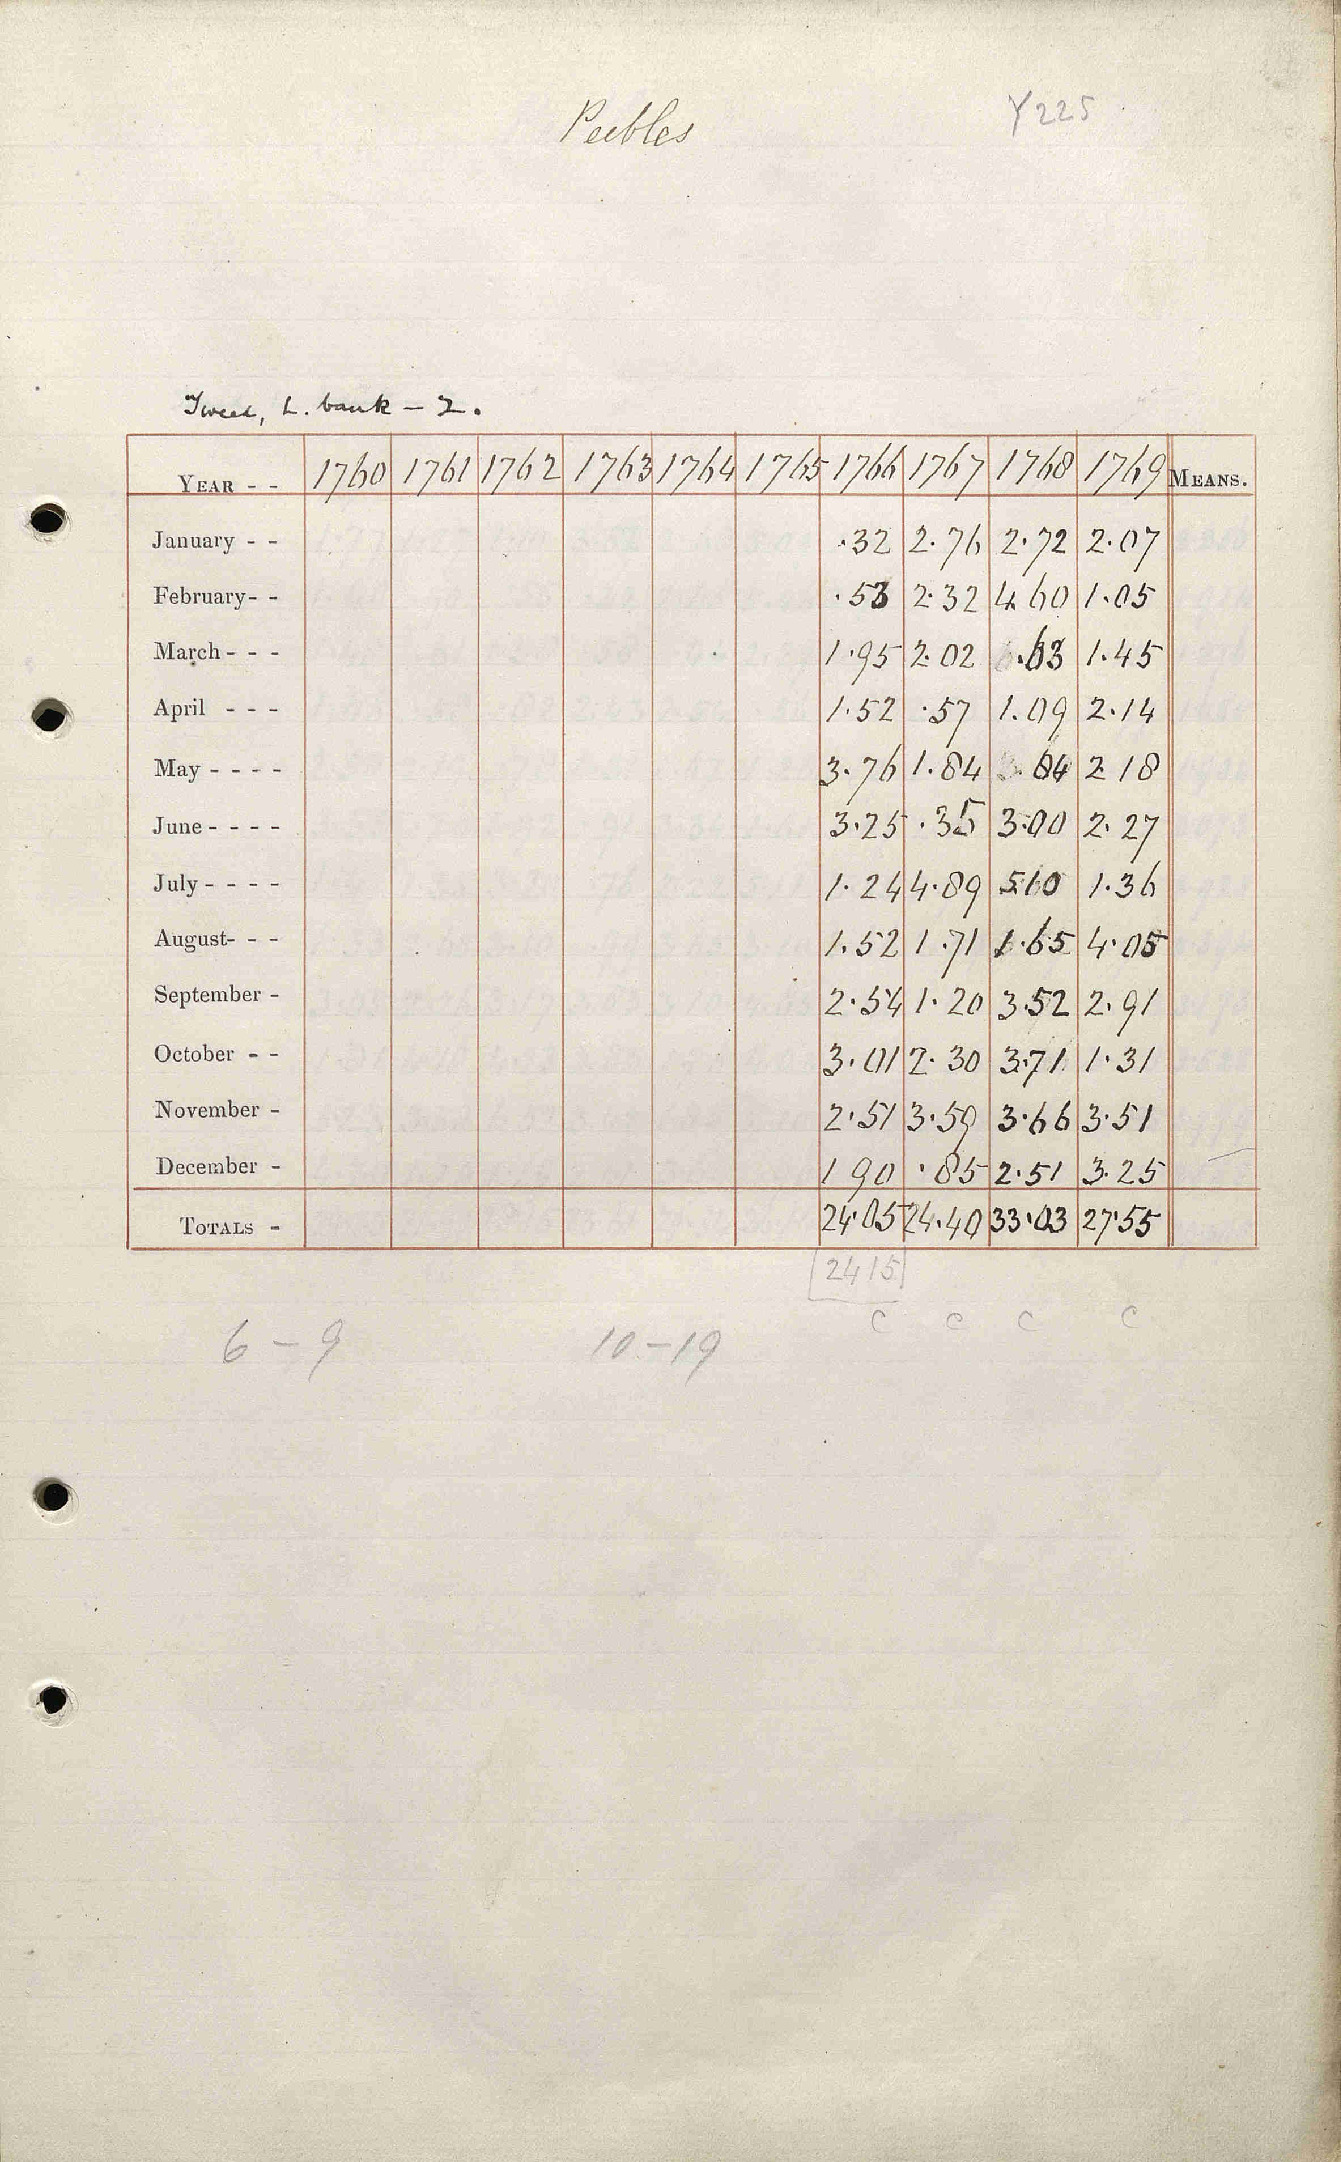 Peebles
Y225
Tweed, L. bank – 2.
YEAR - - 1760 1761 1762 1763 1764 1765 1766 1767 1768 1769 MEANS.
January - - ·32 2·76 2·72 2·07
February- - ·53 2·32 4 60 1·05
March - - - 1·95 2·02 ·63 1·45
April - - - 1·52 ·57 1·09 2·14
May - - - - 3·76 1·84 ·84 2 18
June - - - - 3·25 ·35 3·00 2·27
July - - - - 1·24 4·89 5·10 1·36
August- - - 1·52 1·71 1·65 4·05
September - 2·54 1·20 3·52 2·91
October - - 3·01 2·30 3·71 1·31
November - 2·51 3·59 3·66 3·51
December - 1 90 ·85 2·51 3·25
TOTALS - 24·05 24·40 33·03 27·55
24 15
c c c c
6 – 9 10 – 19